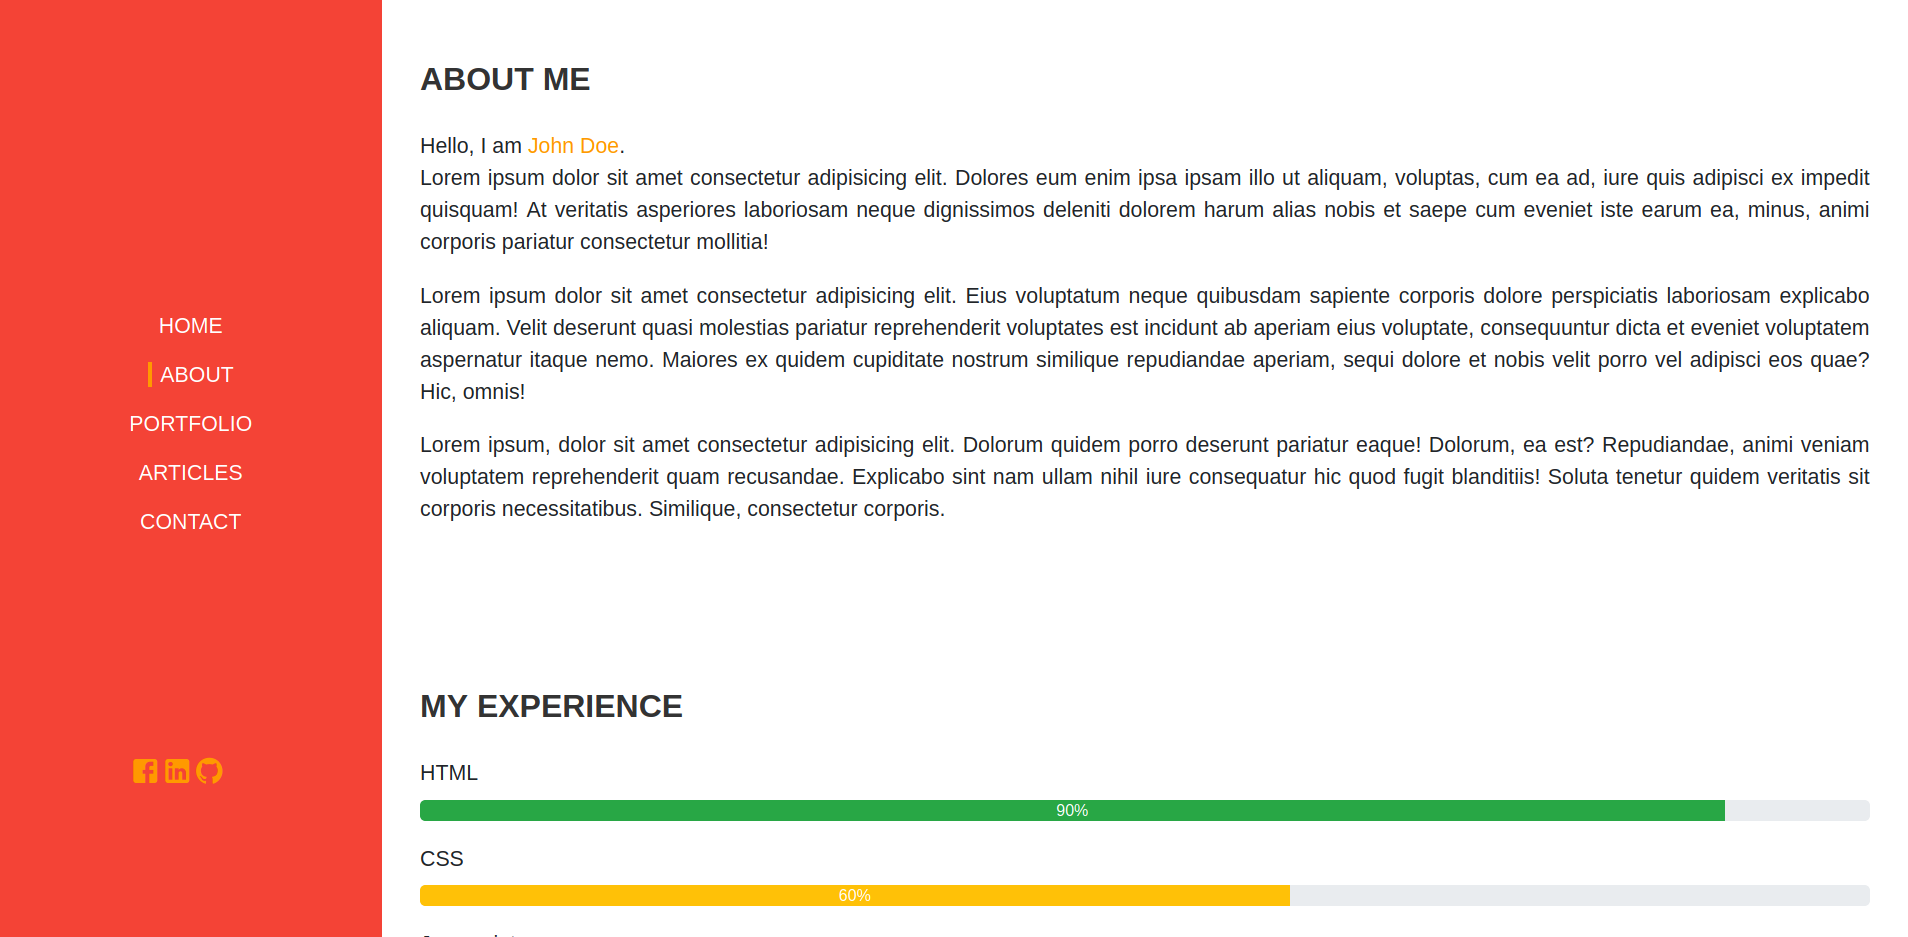 HOME
ABOUT
PORTFOLIO
ARTICLES
CONTACT
ABOUT ME
Hello, I am John Doe.
Lorem ipsum dolor sit amet consectetur adipisicing elit. Dolores eum enim ipsa ipsam illo ut aliquam, voluptas, cum ea ad, iure quis adipisci ex impedit
quisquam! At veritatis asperiores laboriosam neque dignissimos deleniti dolorem harum alias nobis et saepe cum eveniet iste earum ea, minus, animi
corporis pariatur consectetur mollitia!
Lorem ipsum dolor sit amet consectetur adipisicing elit. Eius voluptatum neque quibusdam sapiente corporis dolore perspiciatis laboriosam explicabo
aliquam. Velit deserunt quasi molestias pariatur reprehenderit voluptates est incidunt ab aperiam eius voluptate, consequuntur dicta et eveniet voluptatem
aspernatur itaque nemo. Maiores ex quidem cupiditate nostrum similique repudiandae aperiam, sequi dolore et nobis velit porro vel adipisci eos quae?
Hic, omnis!
Lorem ipsum, dolor sit amet consectetur adipisicing elit. Dolorum quidem porro deserunt pariatur eaque! Dolorum, ea est? Repudiandae, animi veniam
voluptatem reprehenderit quam recusandae. Explicabo sint nam ullam nihil iure consequatur hic quod fugit blanditiis! Soluta tenetur quidem veritatis sit
corporis necessitatibus. Similique, consectetur corporis.
MY EXPERIENCE
HTML
90%
CSS
60%